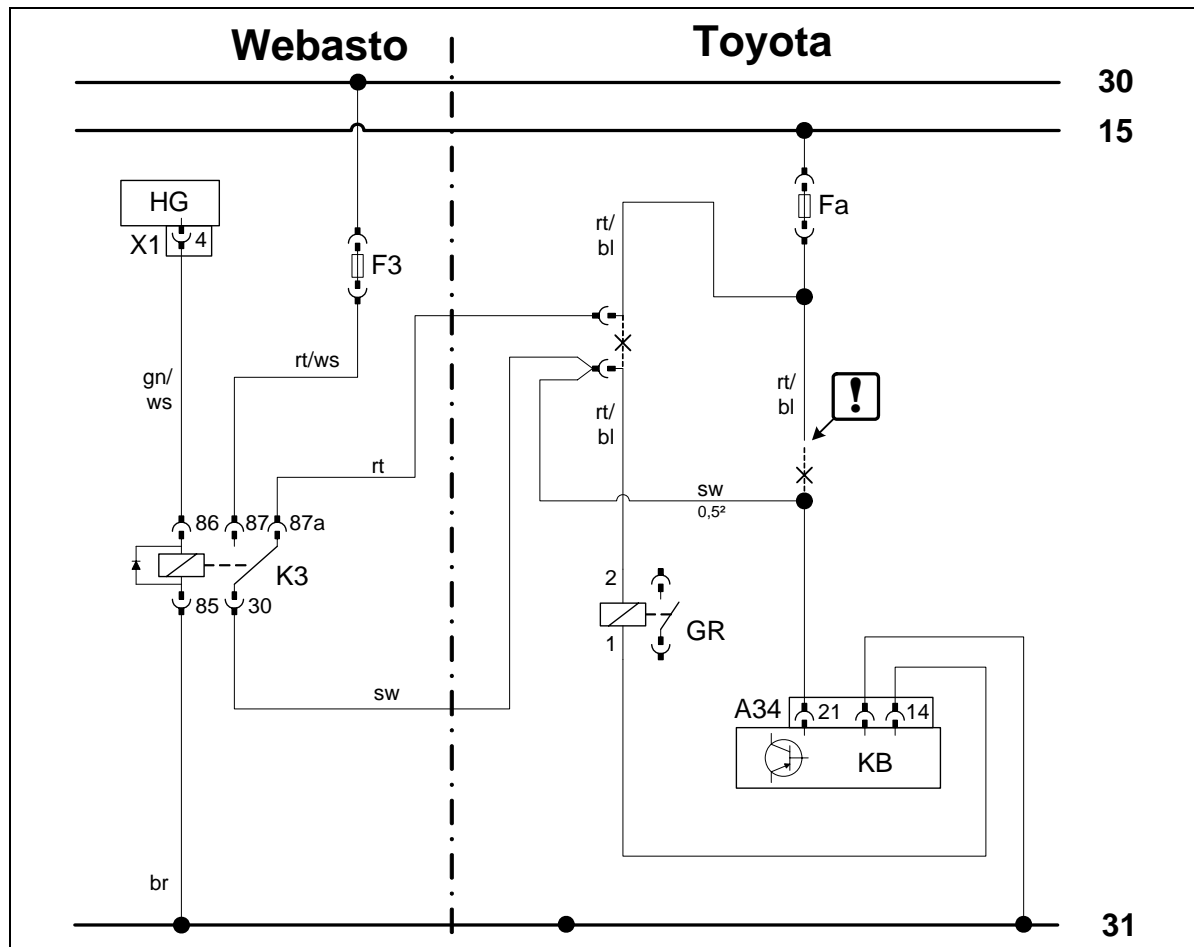 Webasto
Toyota
30
15
HG
X1
4
F3
Fa
rt/
bl
rt/ws
gn/
ws
rt/
bl
rt/
bl
!
rt
sw
0,5²
86
87
87a
K3
85
30
2
1
GR
sw
A34
21
14
KB
br
31